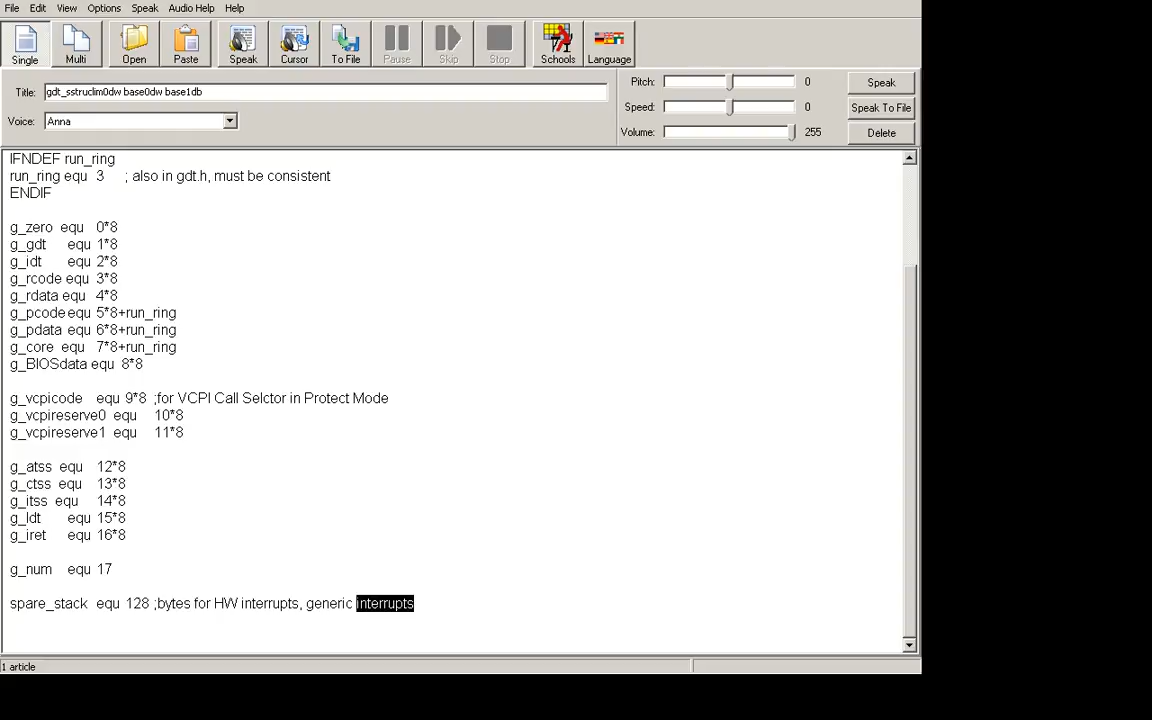 File Edit View Options Speak Audio Help Help
Single Multi Open Paste Speak Cursor To File Pause Skip Stop Schools Language
Title: gdt_sstruclim0dw base0dw base1db
Voice: Anna
Pitch: 0 Speak
Speed: 0 Speak To File
Volume: 255 Delete
IFNDEF run_ring
run_ring equ 3 ; also in gdt.h, must be consistent
ENDIF
g_zero equ 0*8
g_gdt equ 1*8
g_idt equ 2*8
g_rcode equ 3*8
g_rdata equ 4*8
g_pcode equ 5*8+run_ring
g_pdata equ 6*8+run_ring
g_core equ 7*8+run_ring
g_BIOSdata equ 8*8
g_vcpicode equ 9*8 ;for VCPI Call Selctor in Protect Mode
g_vcpireserve0 equ 10*8
g_vcpireserve1 equ 11*8
g_atss equ 12*8
g_ctss equ 13*8
g_itss equ 14*8
g_ldt equ 15*8
g_iret equ 16*8
g_num equ 17
spare_stack equ 128 ;bytes for HW interrupts, generic interrupts
1 article